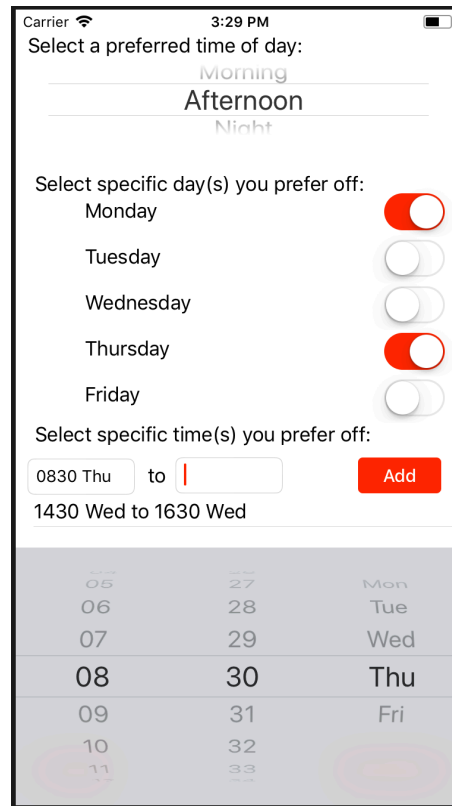 Carrier 3:29 PM
Select a preferred time of day:
Morning
Afternoon
Night
Select specific day(s) you prefer off:
Monday
Tuesday
Wednesday
Thursday
Friday
Select specific time(s) you prefer off:
0830 Thu to Add
1430 Wed to 1630 Wed
05 27 Mon
06 28 Tue
07 29 Wed
08 30 Thu
09 31 Fri
10 32
11 33